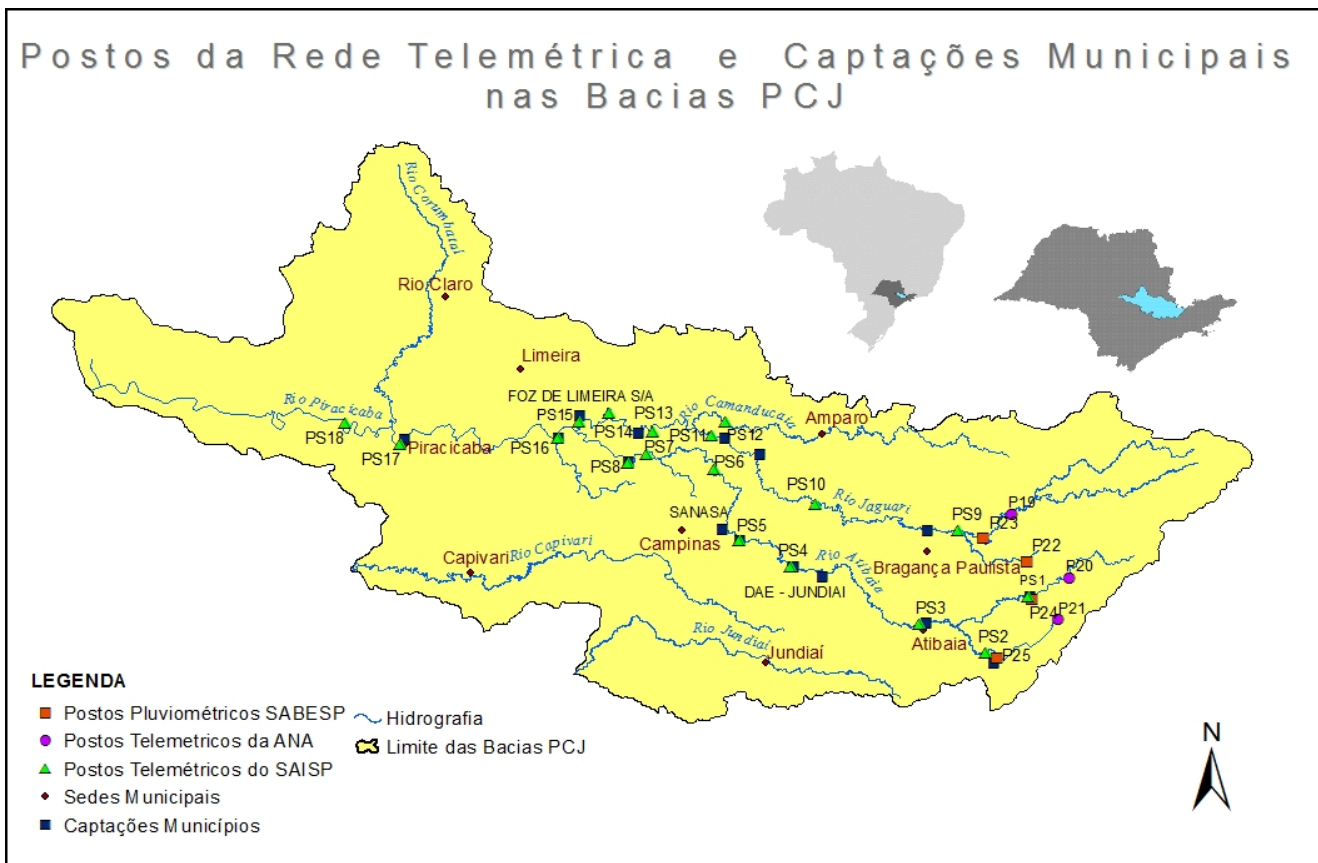 Postos da Rede Telemétrica e Captações Municipais
nas Bacias PCJ
Rio Corumbataí
Rio Claro
Limeira
FOZ DE LIMEIRA S/A
Rio Piracicaba
PS15
PS13
Rio Camanducaia
Amparo
PS18
PS14
PS11
PS12
PS17
Piracicaba
PS16
PS7
PS8
PS6
PS10
Rio Jaguari
P19
PS9
P23
SANASA
PS5
Campinas
Rio Capivari
Capivari
PS4
Rio Atibaia
Bragança Paulista
P22
P20
DAE - JUNDIAI
PS1
P24
P21
PS3
Atibaia
PS2
P25
Rio Jundiaí
Jundiaí
LEGENDA
Postos Pluviométricos SABESP
Hidrografia
Postos Telemetricos da ANA
Limite das Bacias PCJ
Postos Telemétricos do SAISP
Sedes Municipais
Captações Municípios
N